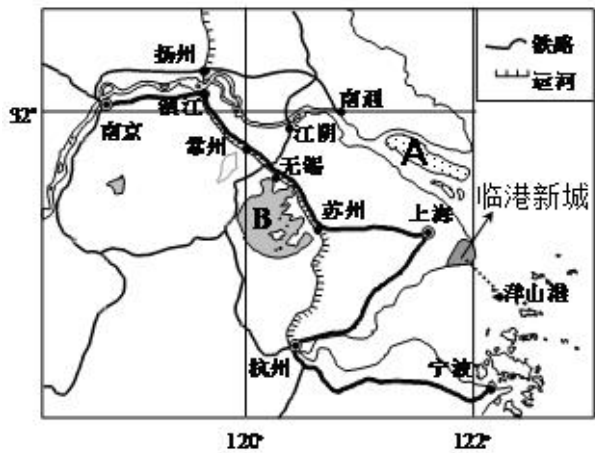 扬州
铁路
运河
32°
镇江
南京
南通
江阴
常州
无锡
A
B
苏州
上海
临港新城
洋山港
杭州
宁波
120°
122°